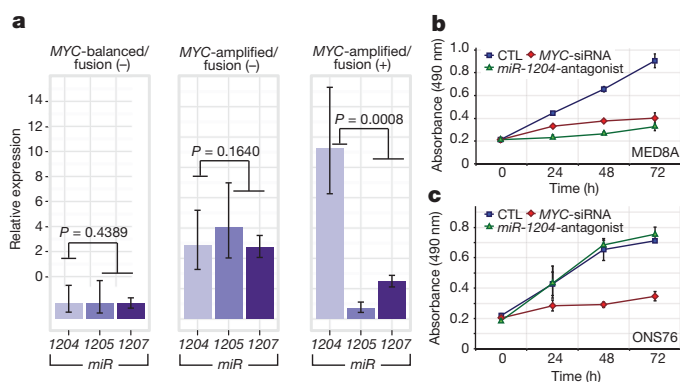 a
MYC-balanced/
fusion (–)
MYC-amplified/
fusion (–)
MYC-amplified/
fusion (+)
Relative expression
14
12
10
8
6
4
2
0
P = 0.4389
P = 0.1640
P = 0.0008
1204 1205 1207
miR
1204 1205 1207
miR
1204 1205 1207
miR
b
CTL MYC-siRNA
miR-1204-antagonist
Absorbance (490 nm)
1.0
0.8
0.6
0.4
0.2
0
0 24 48 72
Time (h)
MED8A
c
CTL MYC-siRNA
miR-1204-antagonist
Absorbance (490 nm)
0.8
0.6
0.4
0.2
0
0 24 48 72
Time (h)
ONS76